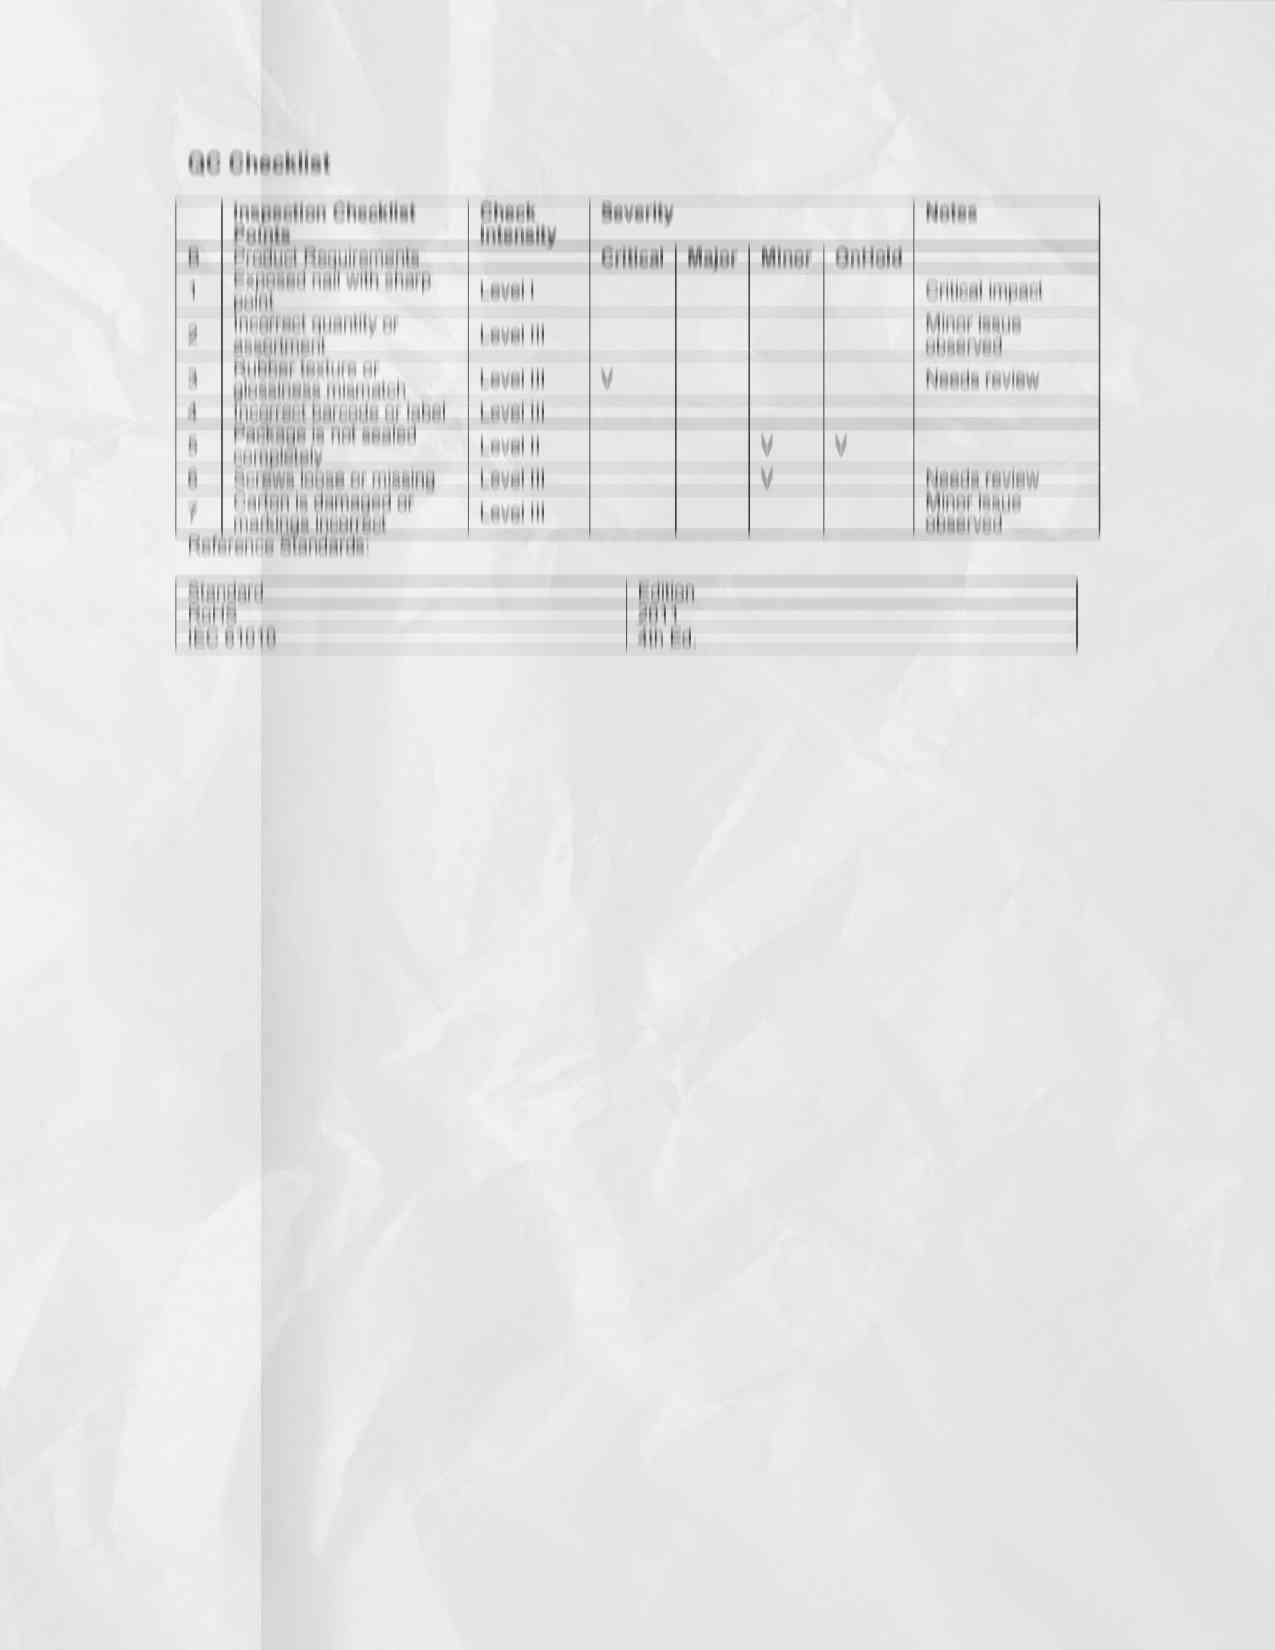 QC Checklist
Inspection Checklist Check Severity Notes
Points Intensity
Product Requirements Critical Major Minor OnHold
1 Exposed nail with sharp point Level I Critical impact
2 Incorrect quantity or assortment Level III Minor issue observed
3 Rubber texture or glossiness mismatch Level III V Needs review
4 Incorrect barcode or label Level III
5 Package is not sealed completely Level II V V
6 Screws loose or missing Level III V Needs review
7 Carton is damaged or markings incorrect Level III Minor issue observed
Reference Standards:
Standard Edition
RoHS 2011
IEC 61010 4th Ed.